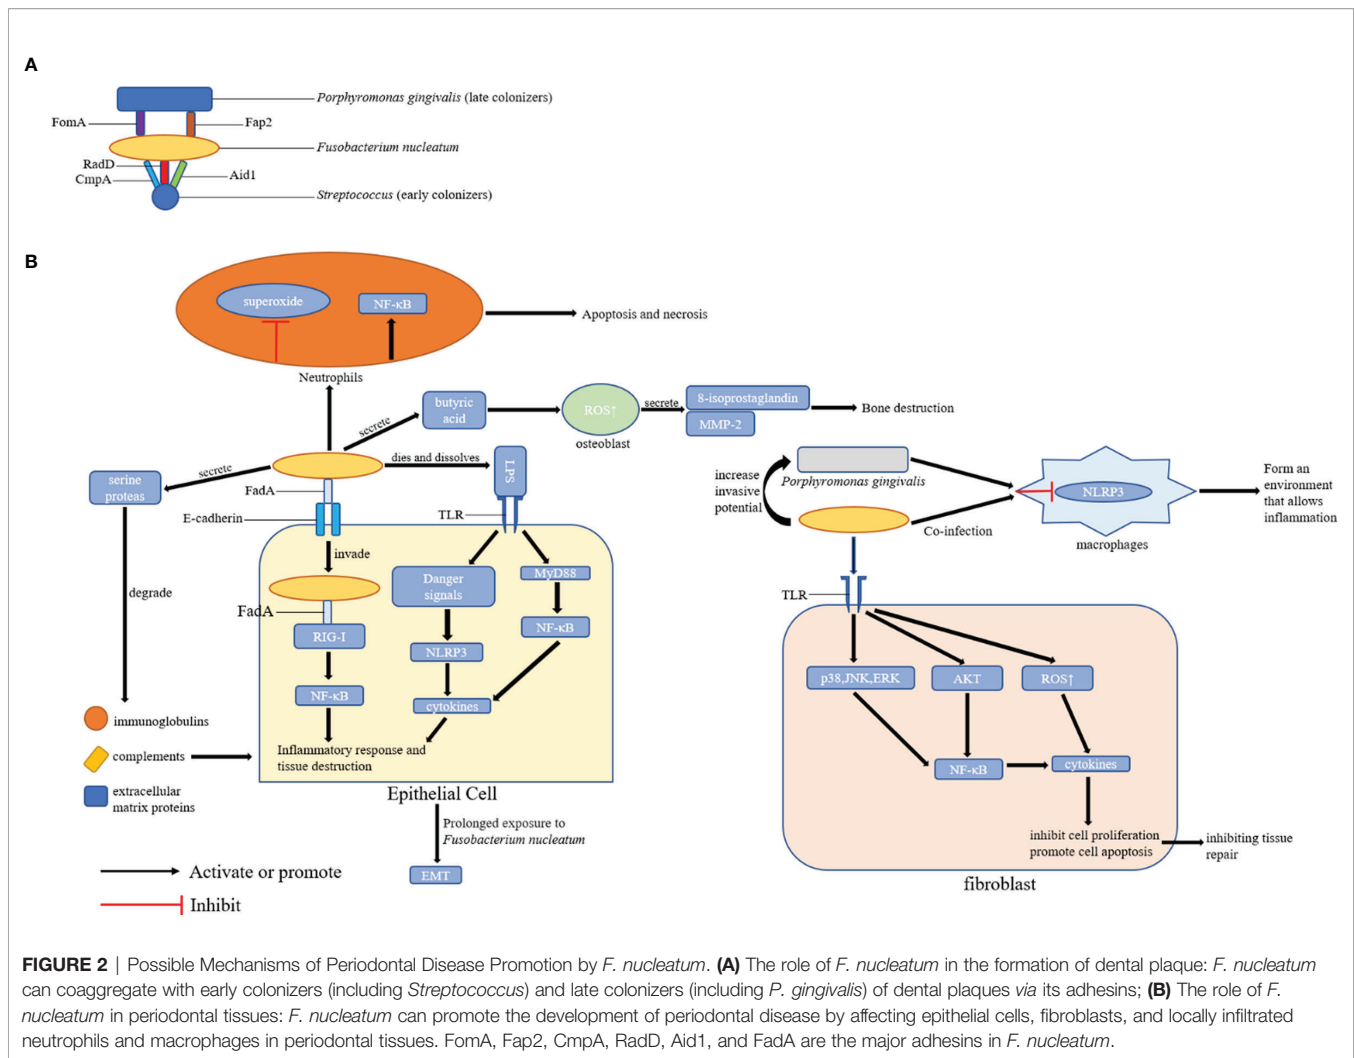 A
Porphyromonas gingivalis (late colonizers)
FomA
Fap2
Fusobacterium nucleatum
RadD
CmpA
Aid1
Streptococcus (early colonizers)
B
superoxide
NF-κB
Apoptosis and necrosis
Neutrophils
secrete
butyric
acid
ROS↑
osteoblast
secrete
8-isoprostaglandin
MMP-2
Bone destruction
serine
proteas
secrete
dies and dissolves
LPS
FadA
E-cadherin
TLR
invade
degrade
FadA
RIG-I
NF-κB
Danger
signals
NLRP3
MyD88
NF-κB
cytokines
Inflammatory response and
tissue destruction
Epithelial Cell
Prolonged exposure to
Fusobacterium nucleatum
EMT
immunoglobulins
complements
extracellular
matrix proteins
Activate or promote
Inhibit
increase
invasive
potential
Porphyromonas gingivalis
Co-infection
NLRP3
macrophages
Form an
environment
that allows
inflammation
TLR
p38,JNK,ERK
AKT
ROS↑
NF-κB
cytokines
inhibit cell proliferation
promote cell apoptosis
inhibiting tissue
repair
fibroblast
FIGURE 2 | Possible Mechanisms of Periodontal Disease Promotion by F. nucleatum. (A) The role of F. nucleatum in the formation of dental plaque: F. nucleatum
can coaggregate with early colonizers (including Streptococcus) and late colonizers (including P. gingivalis) of dental plaques via its adhesins; (B) The role of F.
nucleatum in periodontal tissues: F. nucleatum can promote the development of periodontal disease by affecting epithelial cells, fibroblasts, and locally infiltrated
neutrophils and macrophages in periodontal tissues. FomA, Fap2, CmpA, RadD, Aid1, and FadA are the major adhesins in F. nucleatum.